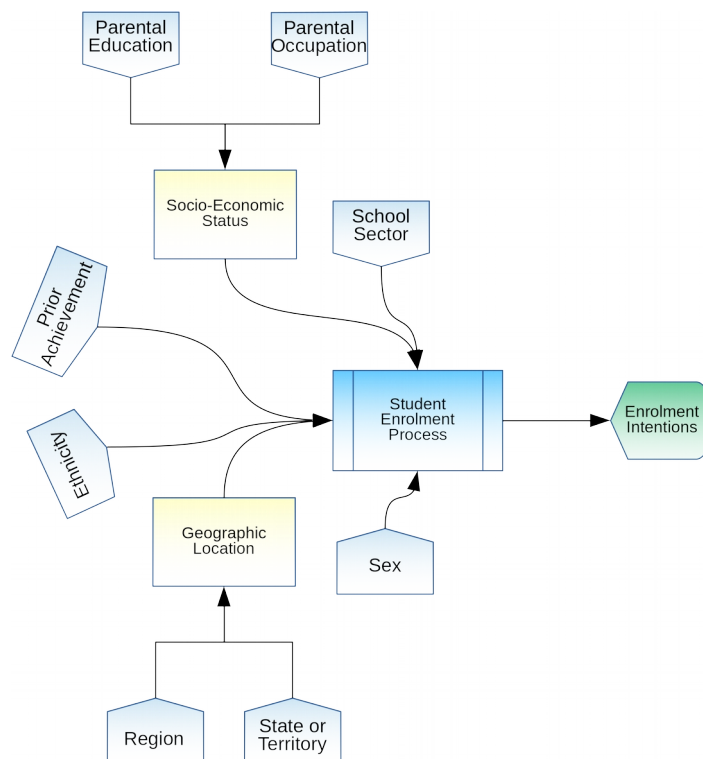 Parental
Education
Parental
Occupation
Socio-Economic
Status
School
Sector
Prior
Achievement
Student
Enrolment
Process
Enrolment
Intentions
Ethnicity
Geographic
Location
Sex
Region
State or
Territory